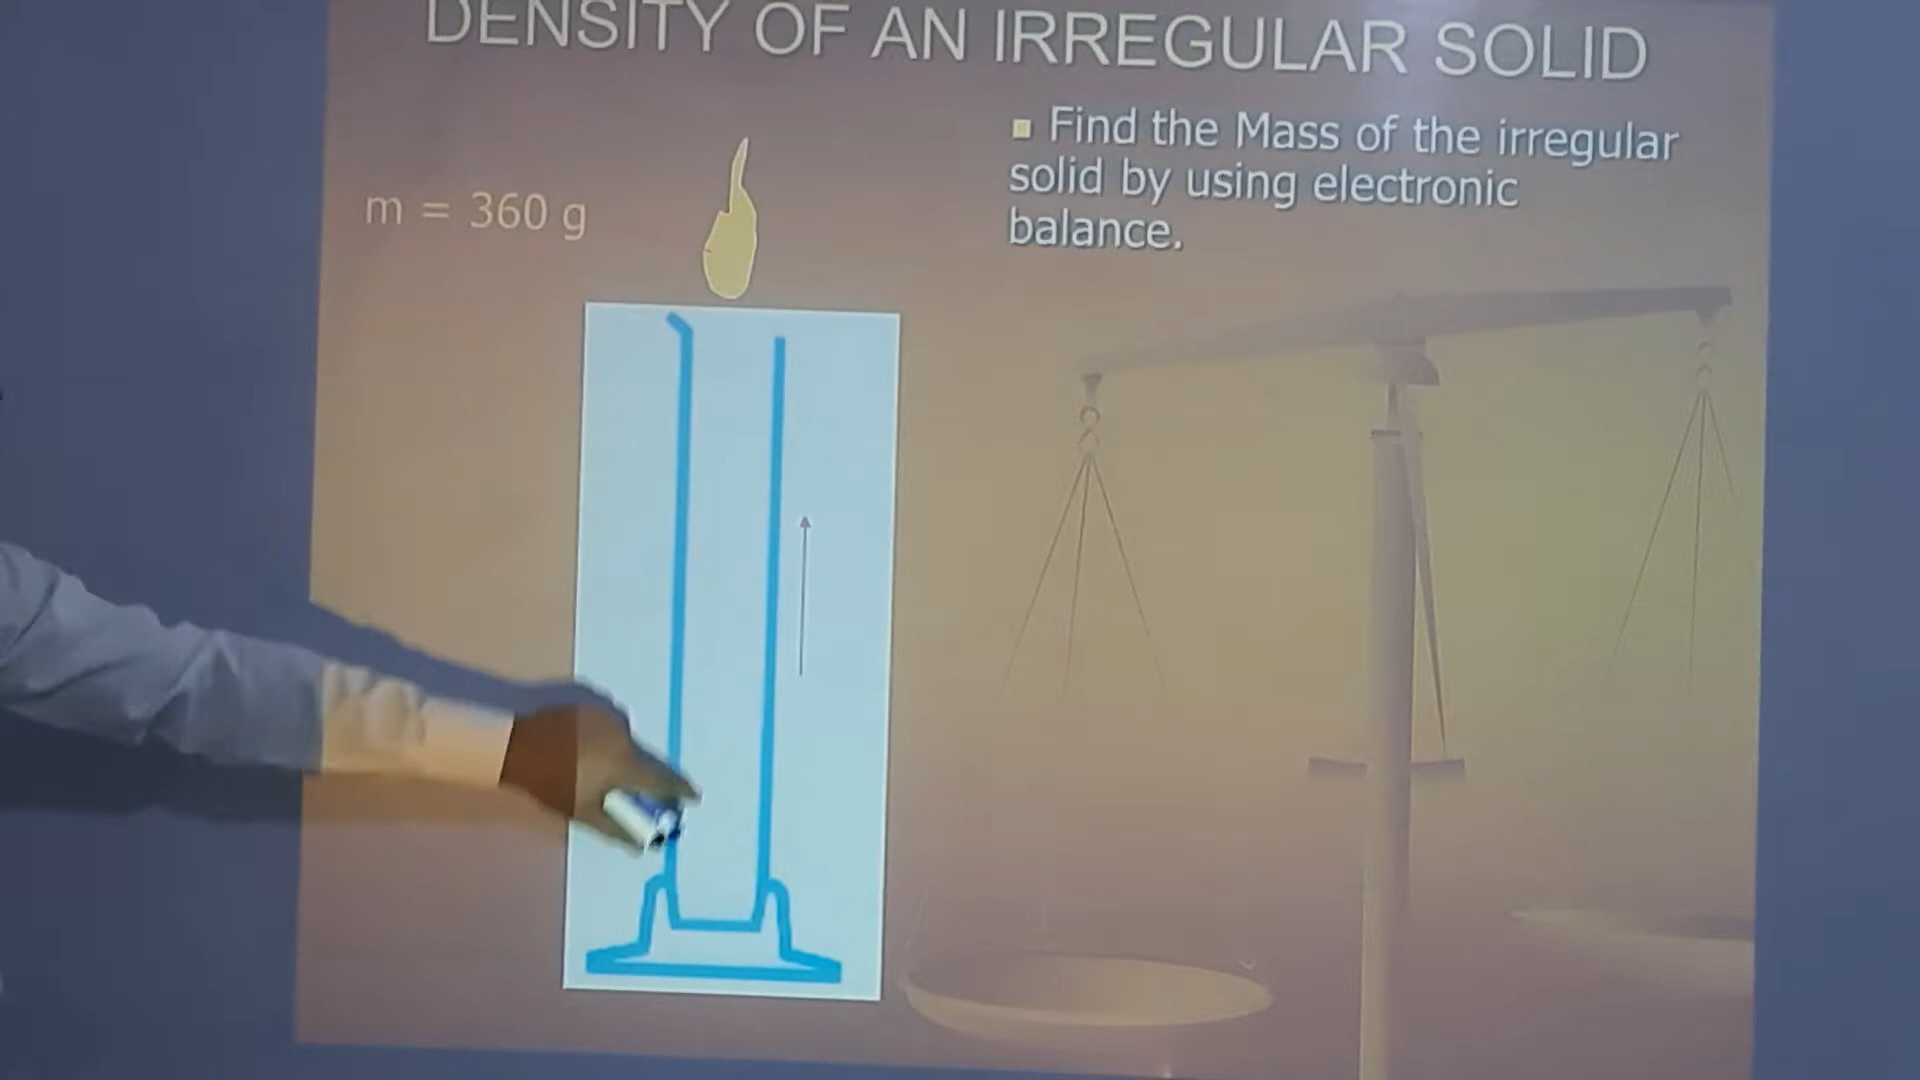 DENSITY OF AN IRREGULAR SOLID
▪ Find the Mass of the irregular
solid by using electronic
balance.
m = 360 g